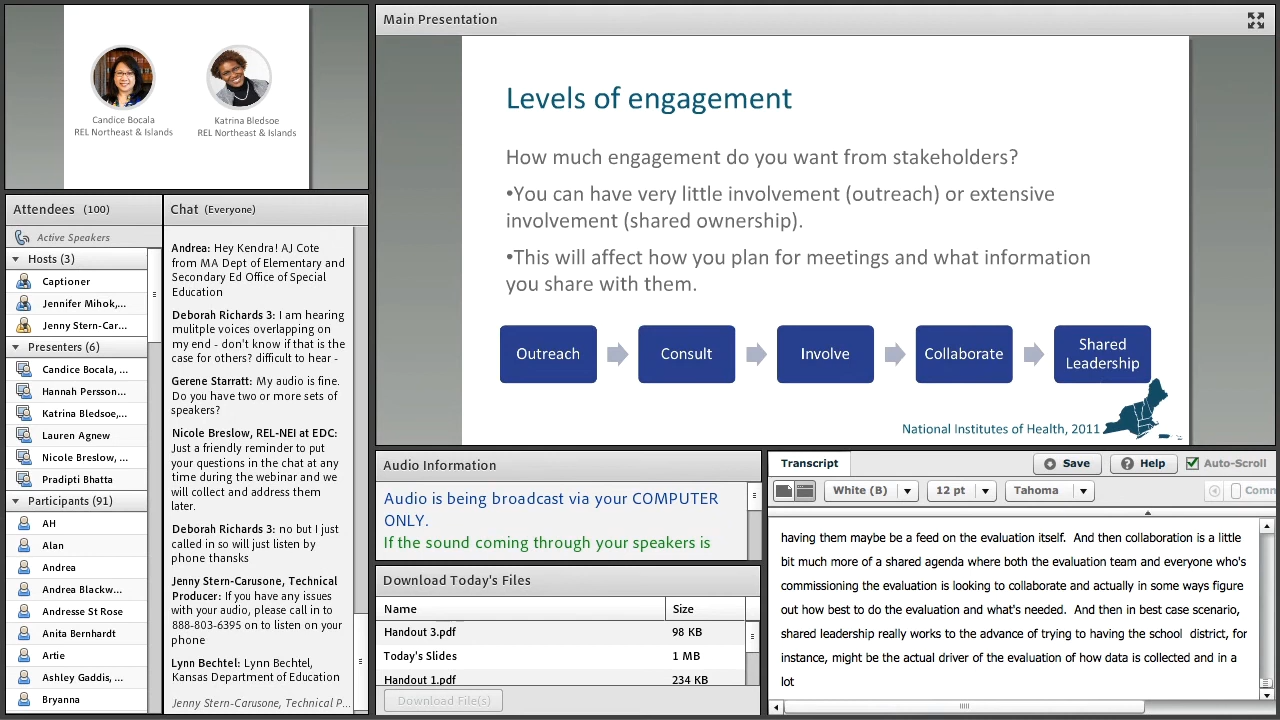 Candice Bocala
REL Northeast & Islands
Katrina Bledsoe
REL Northeast & Islands
Attendees (100)
Active Speakers
Hosts (3)
Captioner
Jennifer Mihok,...
Jenny Stern-Car...
Presenters (6)
Candice Bocala, ...
Hannah Persson...
Katrina Bledsoe,...
Lauren Agnew
Nicole Breslow, ...
Pradipti Bhatta
Participants (91)
AH
Alan
Andrea
Andrea Blackw...
Andresse St Rose
Anita Bernhardt
Artie
Ashley Gaddis, ...
Bryanna
Chat (Everyone)
Andrea: Hey Kendra! AJ Cote
from MA Dept of Elementary and
Secondary Ed Office of Special
Education
Deborah Richards 3: I am hearing
mulitple voices overlapping on
my end - don't know if that is the
case for others? difficult to hear -
Gerene Starratt: My audio is fine.
Do you have two or more sets of
speakers?
Nicole Breslow, REL-NEI at EDC:
Just a friendly reminder to put
your questions in the chat at any
time during the webinar and we
will collect and address them
later.
Deborah Richards 3: no but I just
called in so will just listen by
phone thansks
Jenny Stern-Carusone, Technical
Producer: If you have any issues
with your audio, please call in to
888-803-6395 on to listen on your
phone
Lynn Bechtel: Lynn Bechtel,
Kansas Department of Education
Jenny Stern-Carusone, Technical P...
Main Presentation
Levels of engagement
How much engagement do you want from stakeholders?
•You can have very little involvement (outreach) or extensive
involvement (shared ownership).
•This will affect how you plan for meetings and what information
you share with them.
Outreach
Consult
Involve
Collaborate
Shared
Leadership
National Institutes of Health, 2011
Audio Information
Audio is being broadcast via your COMPUTER
ONLY.
If the sound coming through your speakers is
Download Today's Files
Name Size
Handout 3.pdf 98 KB
Today's Slides 1 MB
Handout 1.pdf 234 KB
Download File(s)
Transcript Save Help Auto-Scroll
White (B) 12 pt Tahoma Comm
having them maybe be a feed on the evaluation itself. And then collaboration is a little
bit much more of a shared agenda where both the evaluation team and everyone who's
commissioning the evaluation is looking to collaborate and actually in some ways figure
out how best to do the evaluation and what's needed. And then in best case scenario,
shared leadership really works to the advance of trying to having the school district, for
instance, might be the actual driver of the evaluation of how data is collected and in a
lot